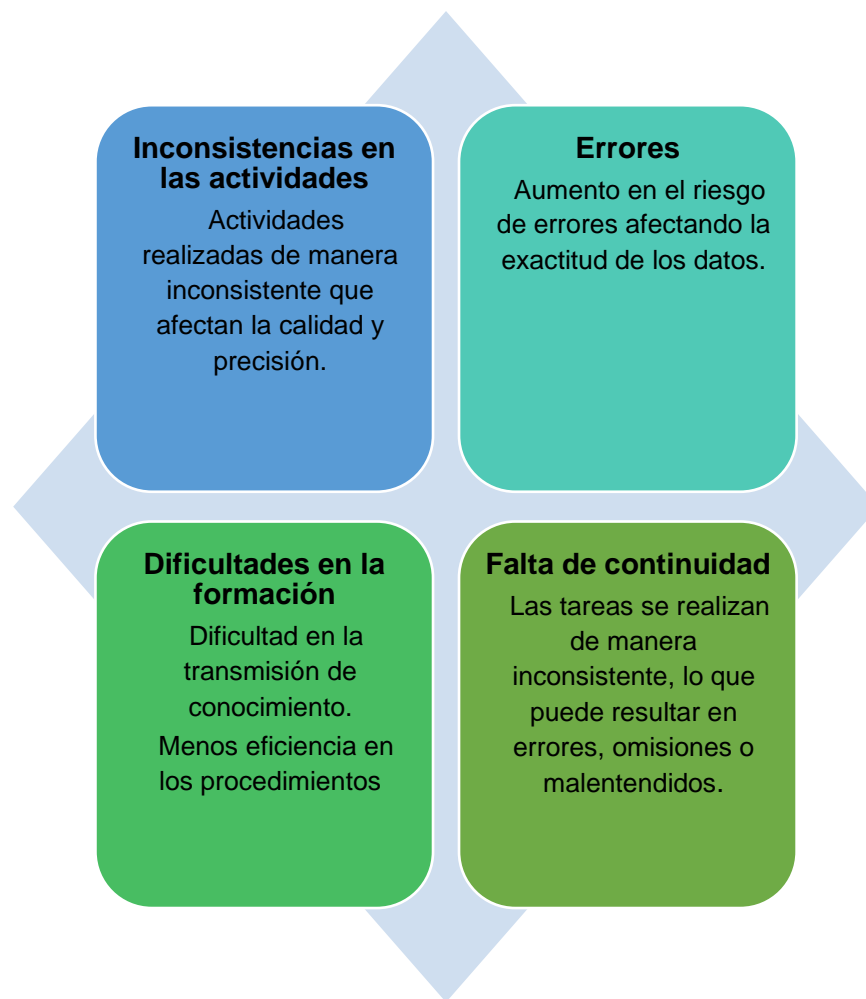 Inconsistencias en
las actividades
Actividades
realizadas de manera
inconsistente que
afectan la calidad y
precisión.
Errores
Aumento en el riesgo
de errores afectando la
exactitud de los datos.
Dificultades en la
formación
Dificultad en la
transmisión de
conocimiento.
Menos eficiencia en
los procedimientos
Falta de continuidad
Las tareas se realizan
de manera
inconsistente, lo que
puede resultar en
errores, omisiones o
malentendidos.